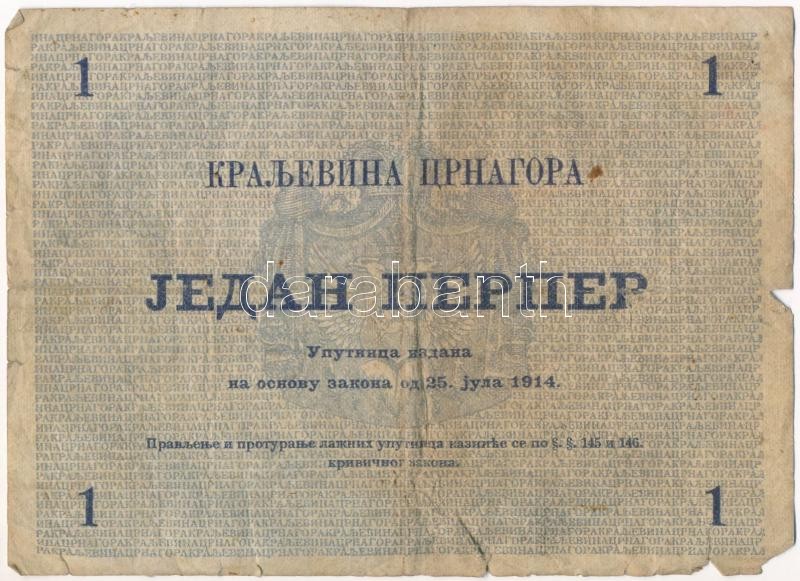 1 1
КРАЉЕВИНА ЦРНАГОРА
ЈЕДАН ПЕРПЕР
darabanth
Упутница издана
на основу закона од 25. јула 1914.
Прављење и протурање лажних упутница казниће се по §. §. 145 и 146.
кривичног закона.
1 1